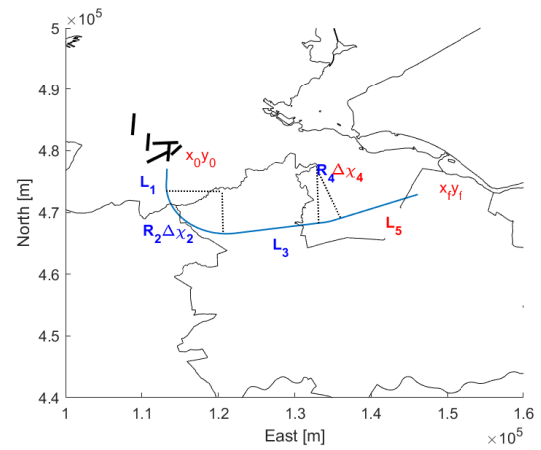 ×10⁵
5
4.9
4.8
4.7
4.6
4.5
4.4
North [m]
x₀y₀
L₁
R₂Δχ₂
L₃
R₄Δχ₄
L₅
x_fy_f
1
1.1
1.2
1.3
1.4
1.5
1.6
East [m]
×10⁵